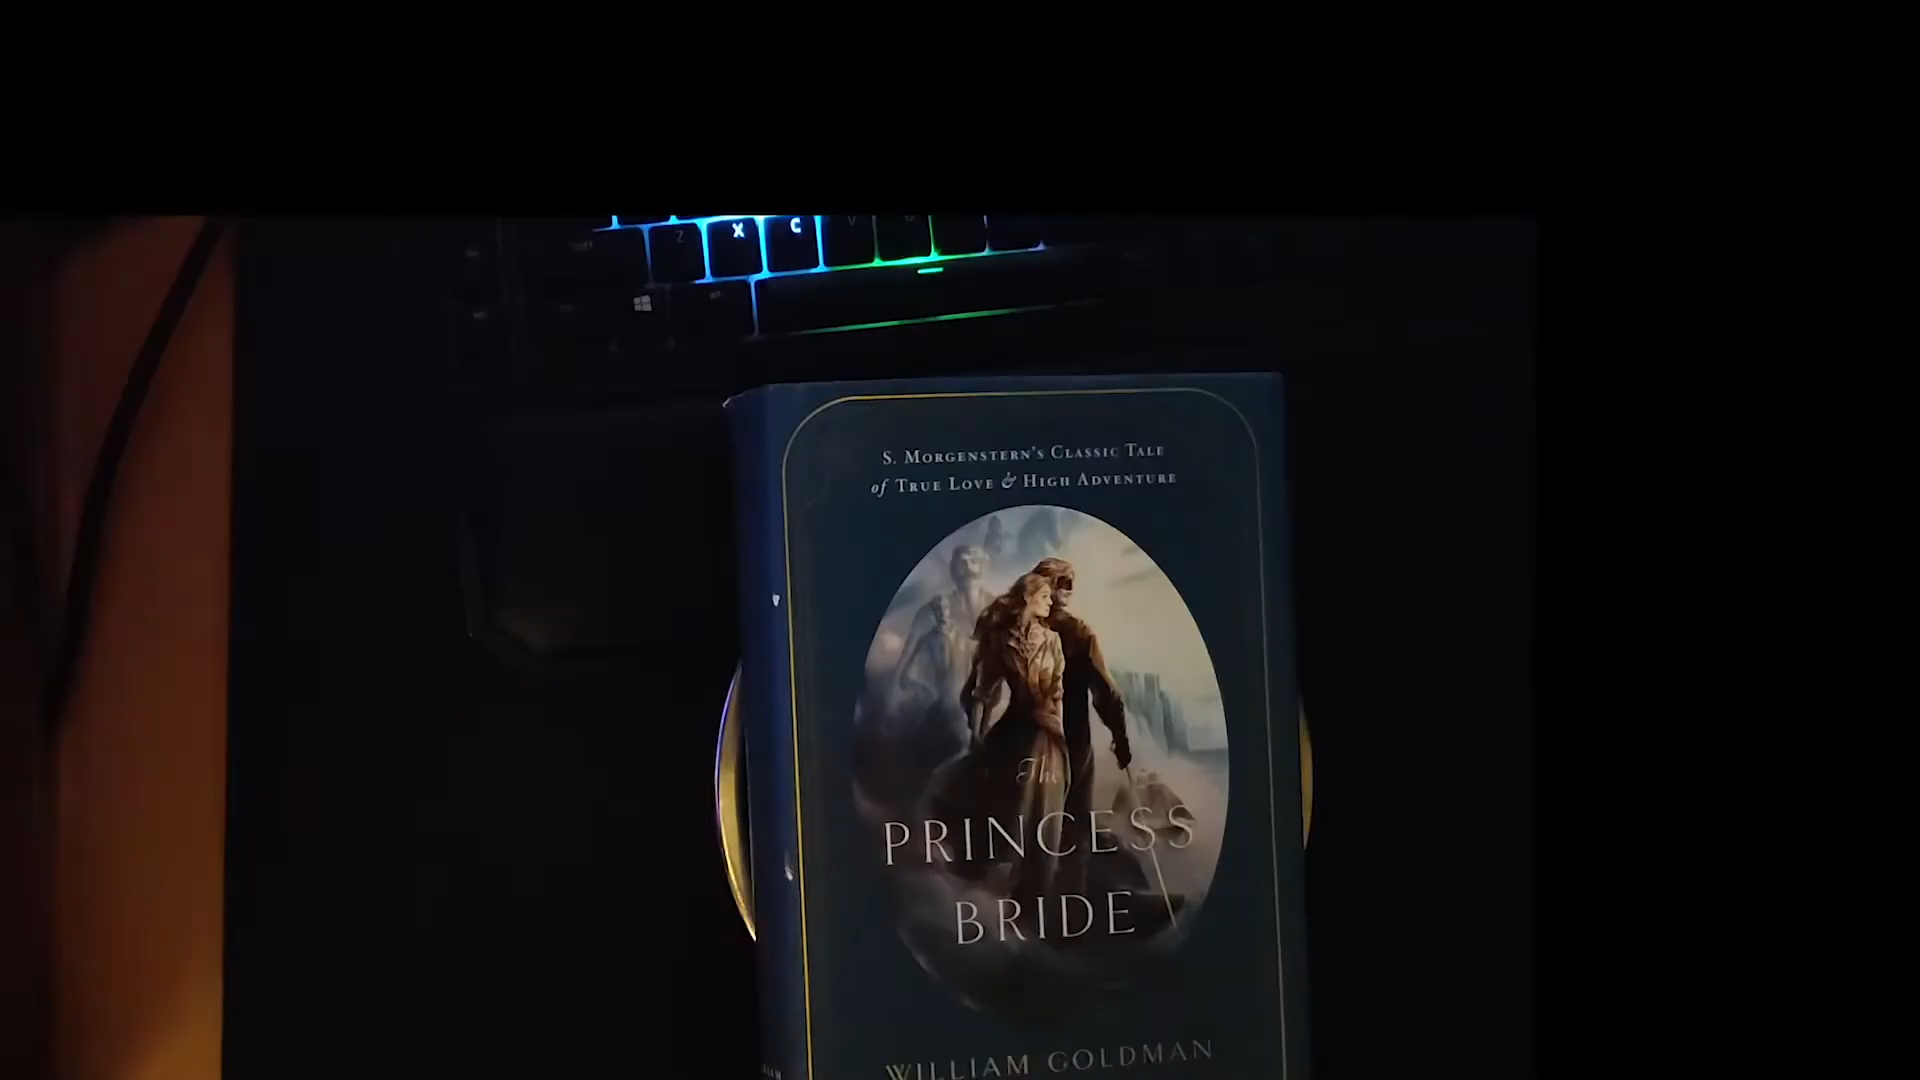 Z X C V
S. MORGENSTERN'S CLASSIC TALE
of TRUE LOVE & HIGH ADVENTURE
The
PRINCESS
BRIDE
WILLIAM GOLDMAN